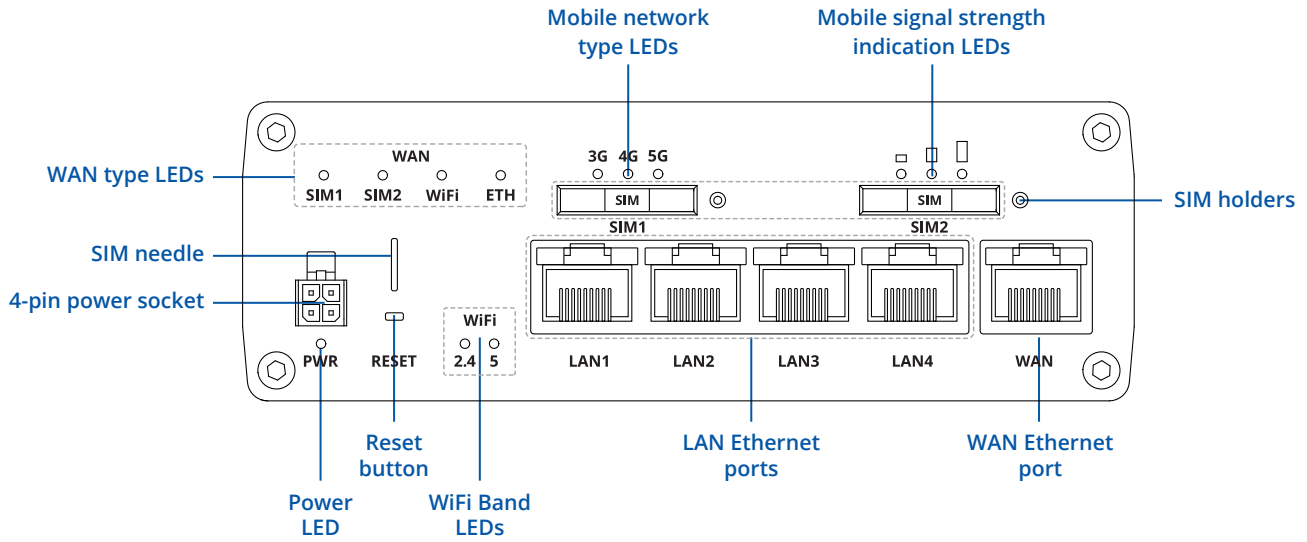 Mobile network
type LEDs
Mobile signal strength
indication LEDs
WAN
3G 4G 5G
WAN type LEDs
SIM1 SIM2 WiFi ETH
SIM
SIM
SIM holders
SIM1
SIM2
SIM needle
4-pin power socket
WiFi
2.4 5
PWR
RESET
LAN1
LAN2
LAN3
LAN4
WAN
Reset
button
LAN Ethernet
ports
WAN Ethernet
port
Power
LED
WiFi Band
LEDs